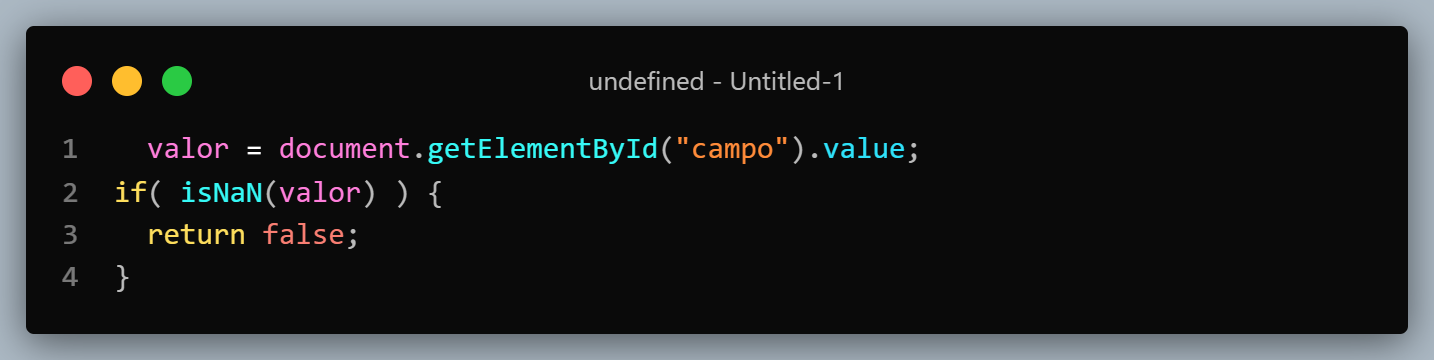 undefined - Untitled-1
1 valor = document.getElementById("campo").value;
2 if( isNaN(valor) ) {
3 return false;
4 }